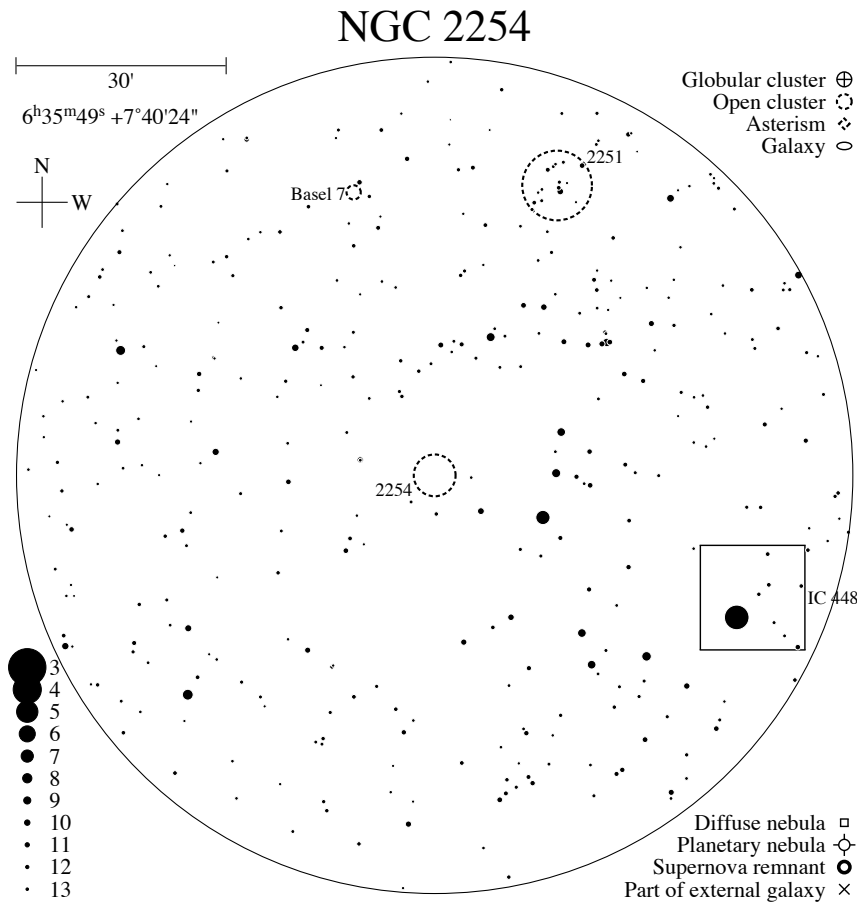 NGC 2254
30'
6h35m49s +7°40'24"
N
W
Globular cluster
Open cluster
Asterism
Galaxy
2251
Basel 7
2254
IC 448
3
4
5
6
7
8
9
10
11
12
13
Diffuse nebula
Planetary nebula
Supernova remnant
Part of external galaxy